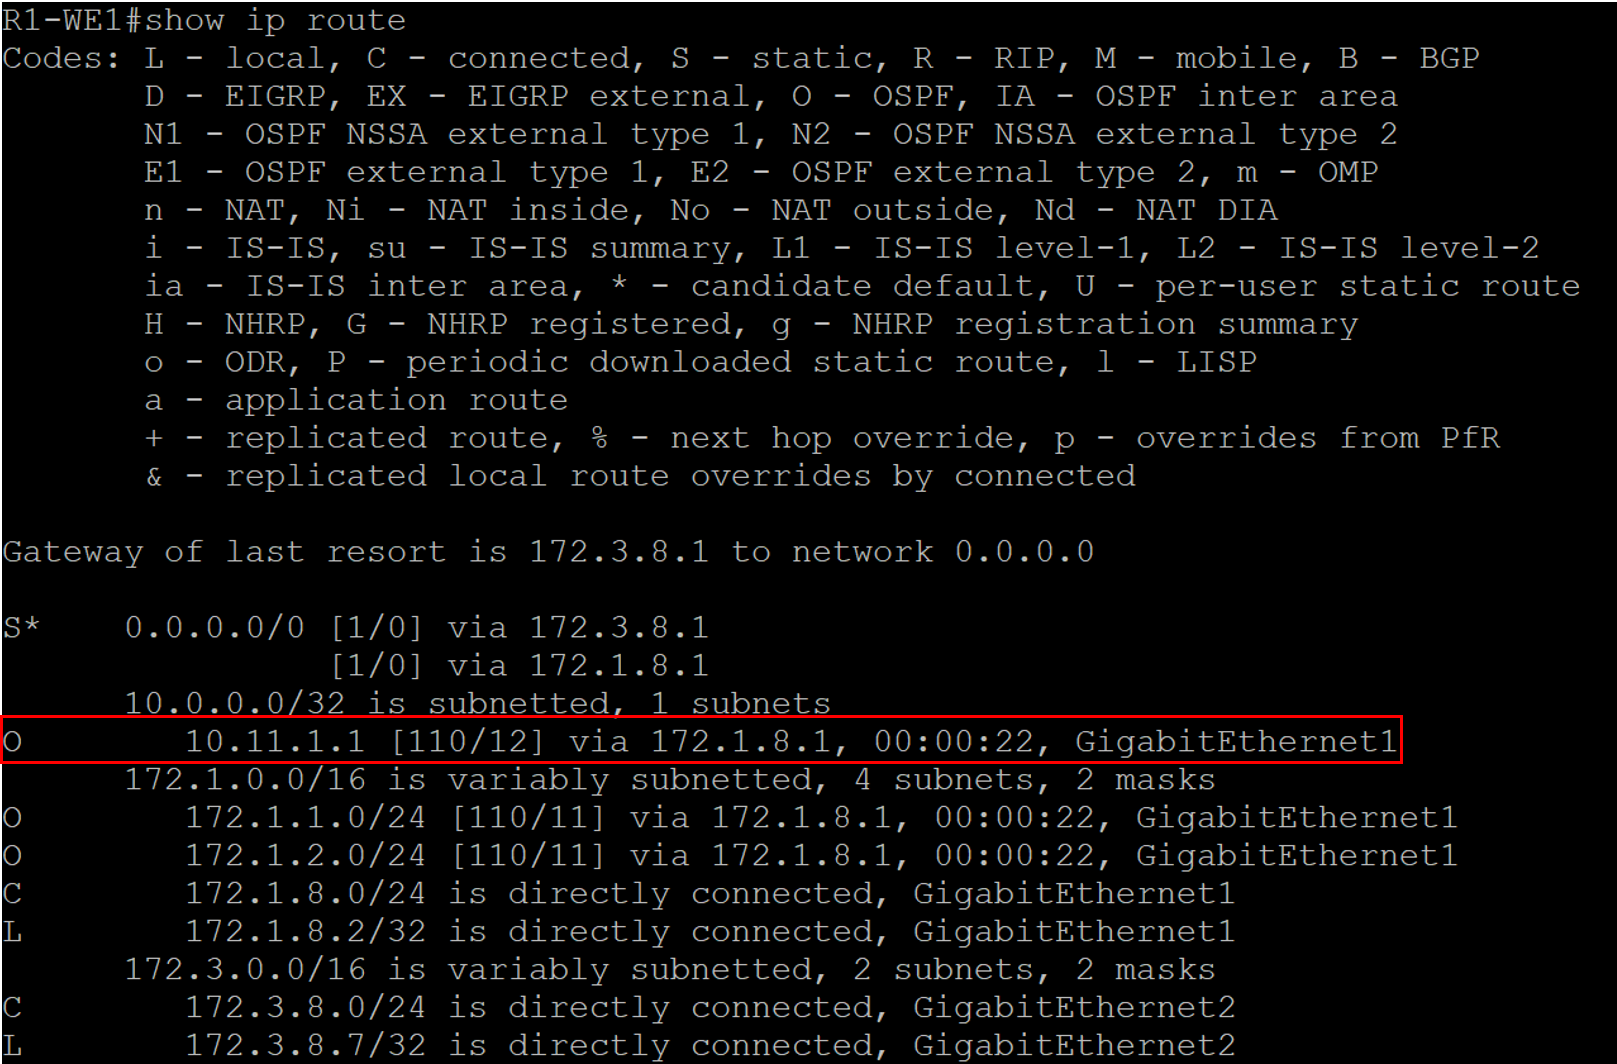 R1-WE1#show ip route
Codes: L - local, C - connected, S - static, R - RIP, M - mobile, B - BGP
       D - EIGRP, EX - EIGRP external, O - OSPF, IA - OSPF inter area
       N1 - OSPF NSSA external type 1, N2 - OSPF NSSA external type 2
       E1 - OSPF external type 1, E2 - OSPF external type 2, m - OMP
       n - NAT, Ni - NAT inside, No - NAT outside, Nd - NAT DIA
       i - IS-IS, su - IS-IS summary, L1 - IS-IS level-1, L2 - IS-IS level-2
       ia - IS-IS inter area, * - candidate default, U - per-user static route
       H - NHRP, G - NHRP registered, g - NHRP registration summary
       o - ODR, P - periodic downloaded static route, l - LISP
       a - application route
       + - replicated route, % - next hop override, p - overrides from PfR
       & - replicated local route overrides by connected

Gateway of last resort is 172.3.8.1 to network 0.0.0.0

S*    0.0.0.0/0 [1/0] via 172.3.8.1
                [1/0] via 172.1.8.1
      10.0.0.0/32 is subnetted, 1 subnets
O        10.11.1.1 [110/12] via 172.1.8.1, 00:00:22, GigabitEthernet1
      172.1.0.0/16 is variably subnetted, 4 subnets, 2 masks
O        172.1.1.0/24 [110/11] via 172.1.8.1, 00:00:22, GigabitEthernet1
O        172.1.2.0/24 [110/11] via 172.1.8.1, 00:00:22, GigabitEthernet1
C        172.1.8.0/24 is directly connected, GigabitEthernet1
L        172.1.8.2/32 is directly connected, GigabitEthernet1
      172.3.0.0/16 is variably subnetted, 2 subnets, 2 masks
C        172.3.8.0/24 is directly connected, GigabitEthernet2
L        172.3.8.7/32 is directly connected, GigabitEthernet2